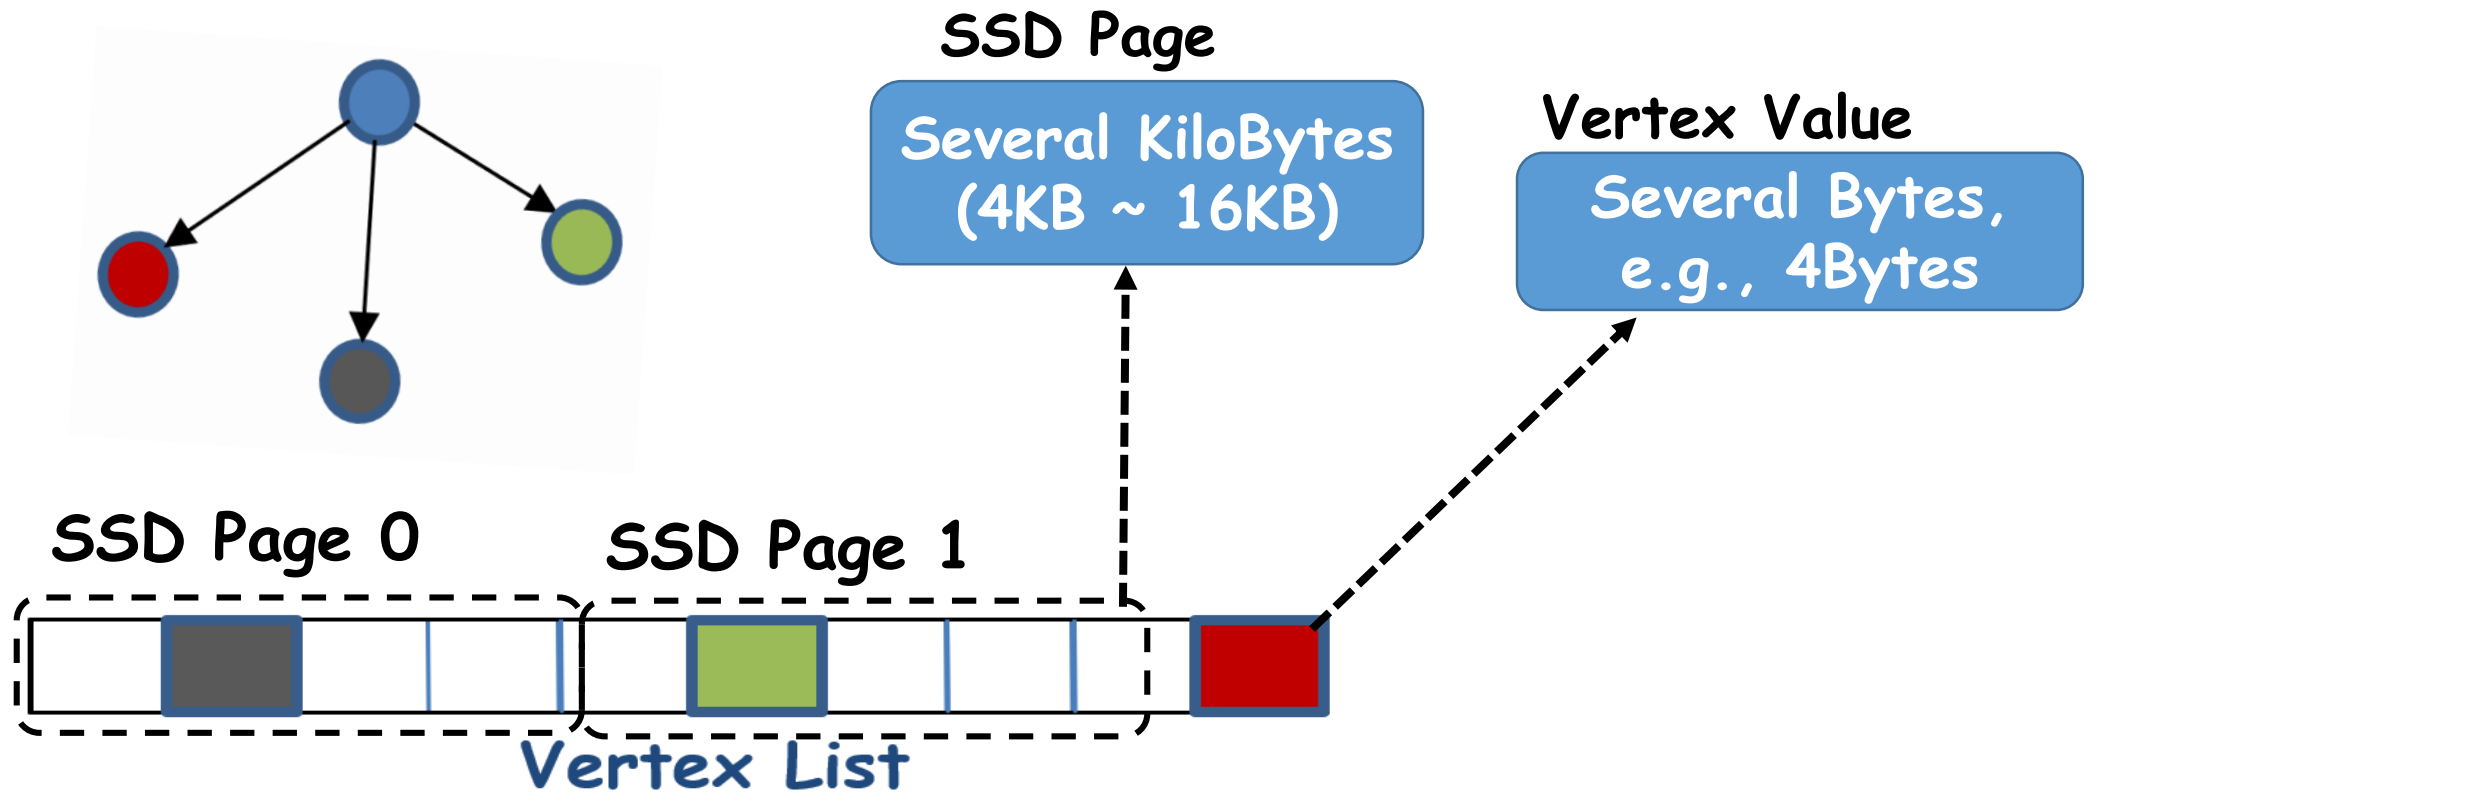 SSD Page
Several KiloBytes
(4KB ~ 16KB)
Vertex Value
Several Bytes,
e.g., 4Bytes
SSD Page 0
SSD Page 1
Vertex List